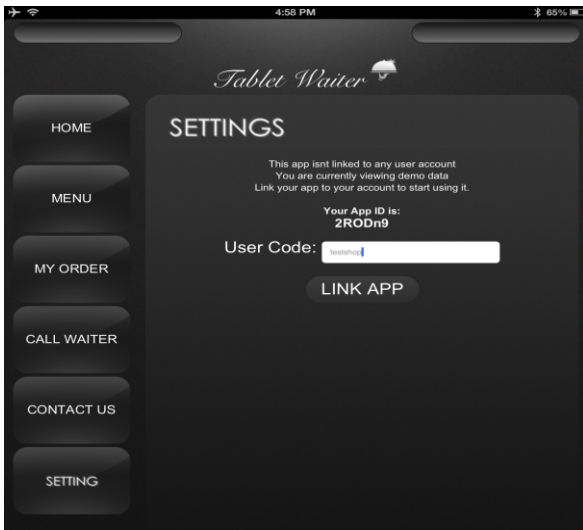 4:58 PM
65%
Tablet Waiter
HOME
MENU
MY ORDER
CALL WAITER
CONTACT US
SETTING
SETTINGS
This app isnt linked to any user account
You are currently viewing demo data
Link your app to your account to start using it.
Your App ID is:
2RODn9
User Code: testshop
LINK APP